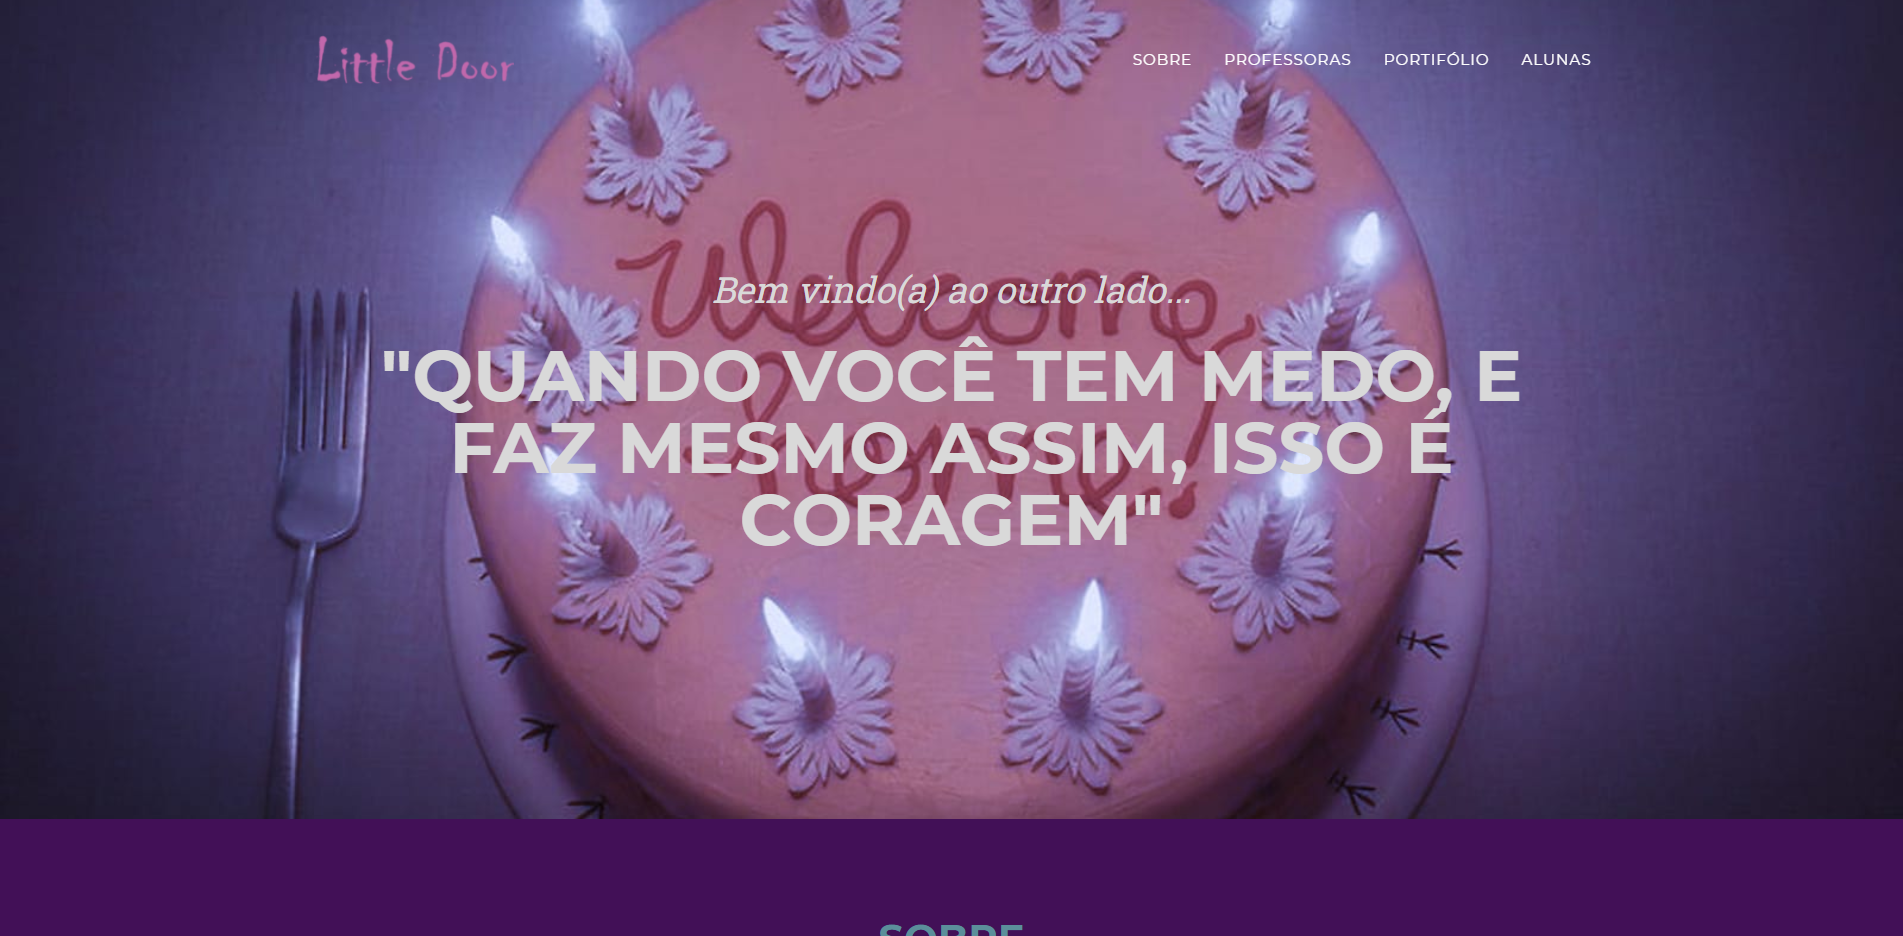 Little Door
SOBRE PROFESSORAS PORTIFÓLIO ALUNAS
Welcome
Home!
Bem vindo(a) ao outro lado...
"QUANDO VOCÊ TEM MEDO, E
FAZ MESMO ASSIM, ISSO É
CORAGEM"
SOBRE